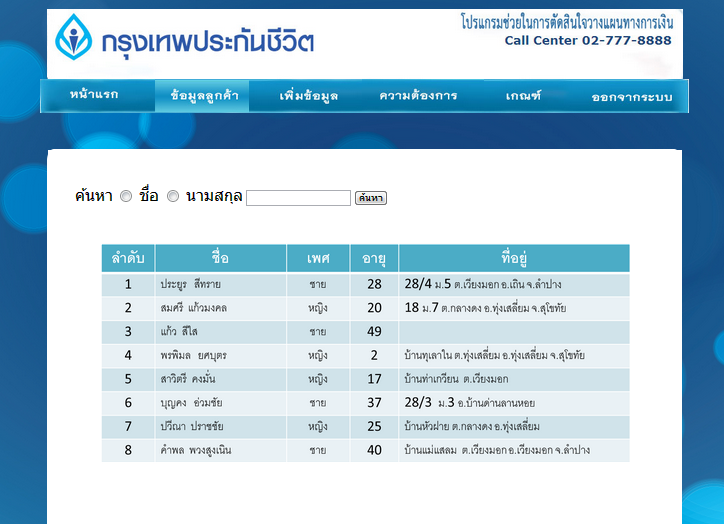 กรุงเทพประกันชีวิต
โปรแกรมช่วยในการตัดสินใจวางแผนทางการเงิน
Call Center 02-777-8888
หน้าแรก ข้อมูลลูกค้า เพิ่มข้อมูล ความต้องการ เกณฑ์ ออกจากระบบ
ค้นหา ชื่อ นามสกุล ค้นหา
ลำดับ ชื่อ เพศ อายุ ที่อยู่
1 ประยูร สีทราย ชาย 28 28/4 ม.5 ต.เวียงมอก อ.เถิน จ.ลำปาง
2 สมศรี แก้วมงคล หญิง 20 18 ม.7 ต.กลางดง อ.ทุ่งเสลี่ยม จ.สุโขทัย
3 แก้ว สีใส ชาย 49
4 พรพิมล ยศบุตร หญิง 2 บ้านทุเลาใน ต.ทุ่งเสลี่ยม อ.ทุ่งเสลี่ยม จ.สุโขทัย
5 สาวิตรี คงมั่น หญิง 17 บ้านท่าเกวียน ต.เวียงมอก
6 บุญคง อ่วมชัย ชาย 37 28/3 ม.3 อ.บ้านด่านลานหอย
7 ปวีณา ปราชชัย หญิง 25 บ้านหัวฝาย ต.กลางดง อ.ทุ่งเสลี่ยม
8 คำพล พวงสูงเนิน ชาย 40 บ้านแม่แสลม ต.เวียงมอก อ.เวียงมอก จ.ลำปาง